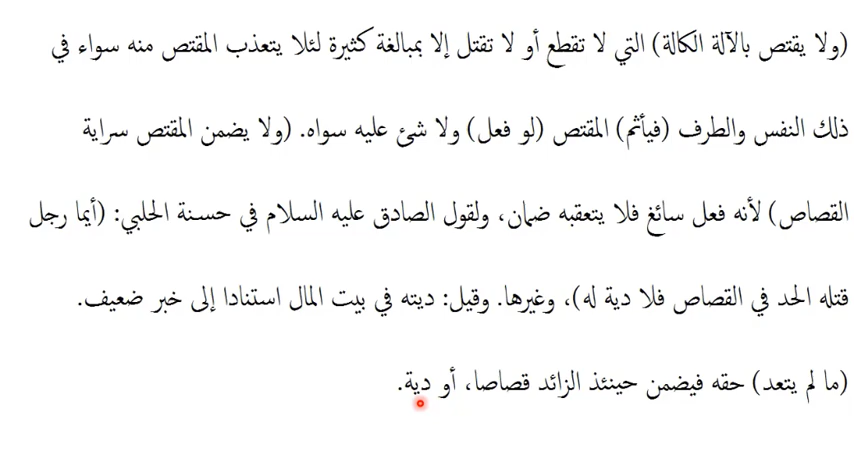 (ولا يقتص بالآلة الكالة) التي لا تقطع أو لا تقتل إلا بمبالغة كثيرة لئلا يتعذب المقتص منه سواء في
ذلك النفس والطرف (فيأثم) المقتص (لو فعل) ولا شئ عليه سواه. (ولا يضمن المقتص سراية
القصاص) لأنه فعل سائغ فلا يتعقبه ضمان، ولقول الصادق عليه السلام في حسنة الحلبي: (أيما رجل
قتله الحد في القصاص فلا دية له)، وغيرها. وقيل: ديته في بيت المال استنادا إلى خبر ضعيف.
(ما لم يتعد) حقه فيضمن حينئذ الزائد قصاصا، أو دية.